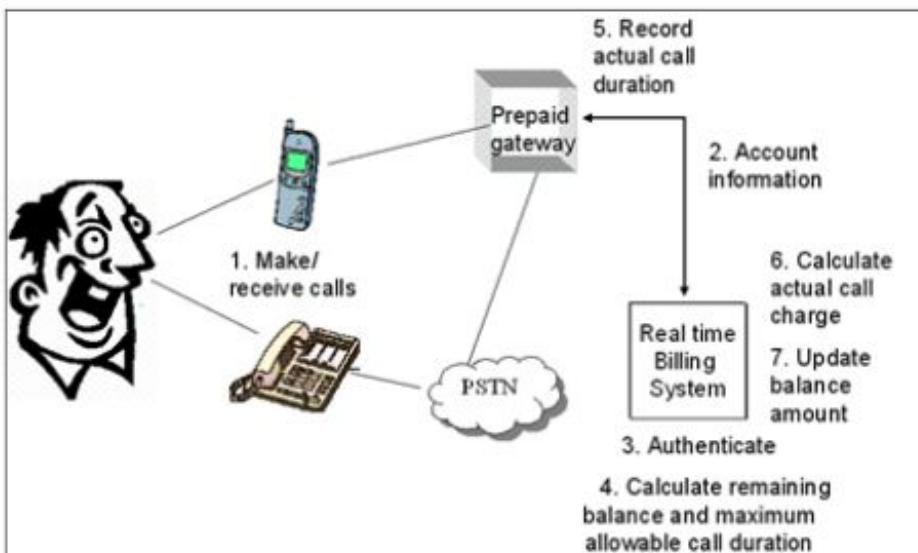 5. Record
actual call
duration
Prepaid
gateway
2. Account
information
1. Make/
receive calls
6. Calculate
actual call
charge
Real time
Billing
System
7. Update
balance
amount
PSTN
3. Authenticate
4. Calculate remaining
balance and maximum
allowable call duration